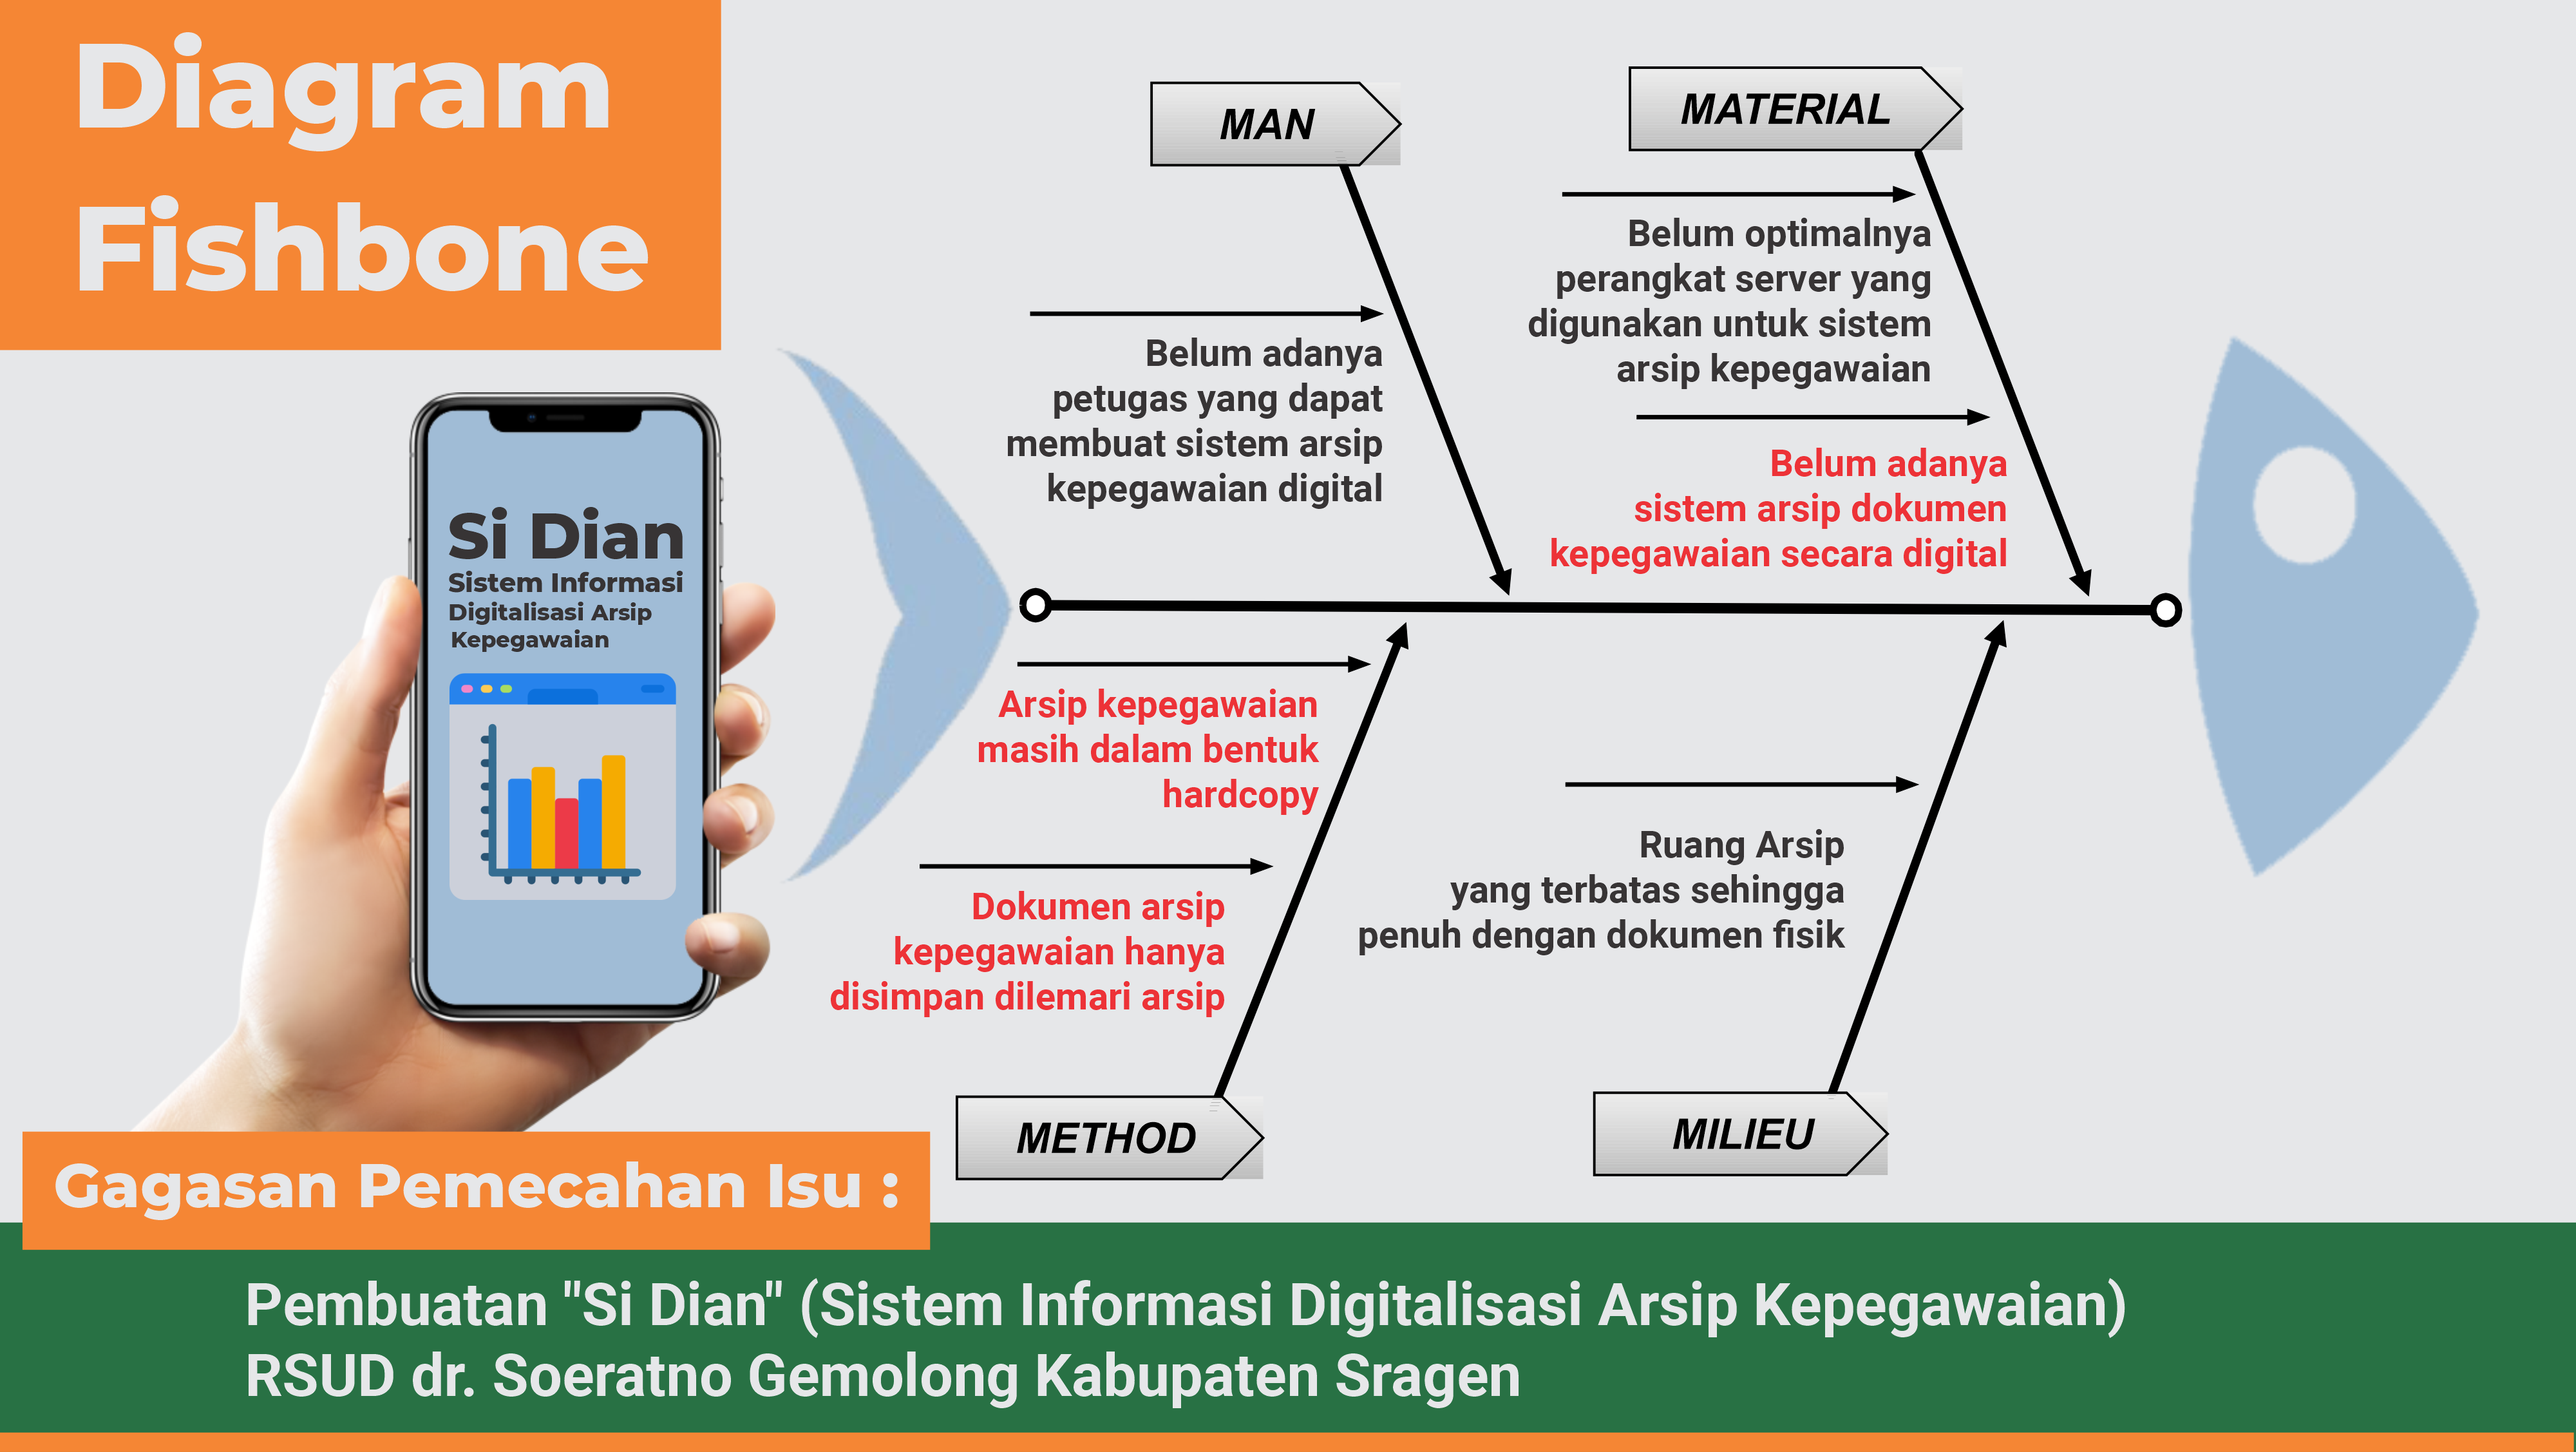 Diagram
Fishbone
MAN
MATERIAL
Belum adanya
petugas yang dapat
membuat sistem arsip
kepegawaian digital
Belum optimalnya
perangkat server yang
digunakan untuk sistem
arsip kepegawaian
Belum adanya
sistem arsip dokumen
kepegawaian secara digital
Si Dian
Sistem Informasi
Digitalisasi Arsip
Kepegawaian
Arsip kepegawaian
masih dalam bentuk
hardcopy
Dokumen arsip
kepegawaian hanya
disimpan dilemari arsip
Ruang Arsip
yang terbatas sehingga
penuh dengan dokumen fisik
METHOD
MILIEU
Gagasan Pemecahan Isu :
Pembuatan "Si Dian" (Sistem Informasi Digitalisasi Arsip Kepegawaian)
RSUD dr. Soeratno Gemolong Kabupaten Sragen